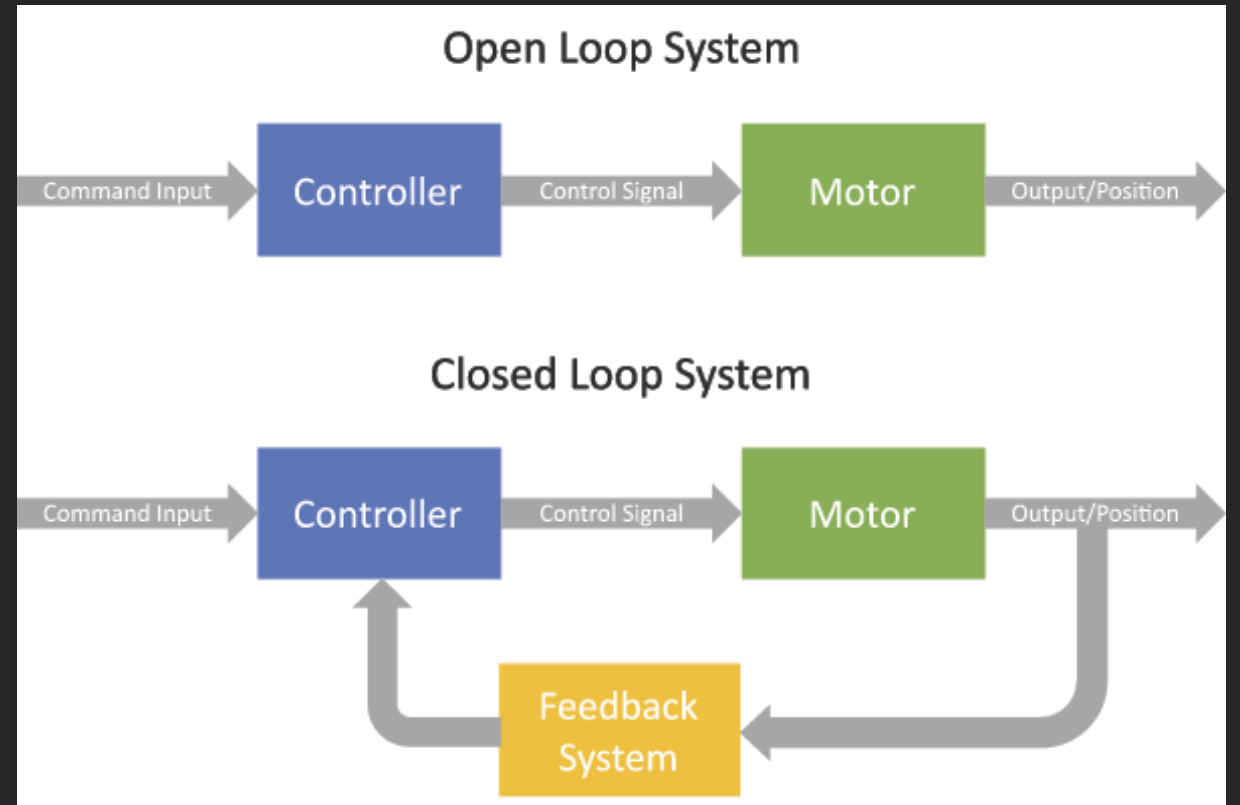 Open Loop System
Command Input
Controller
Control Signal
Motor
Output/Position
Closed Loop System
Command Input
Controller
Control Signal
Motor
Output/Position
Feedback
System